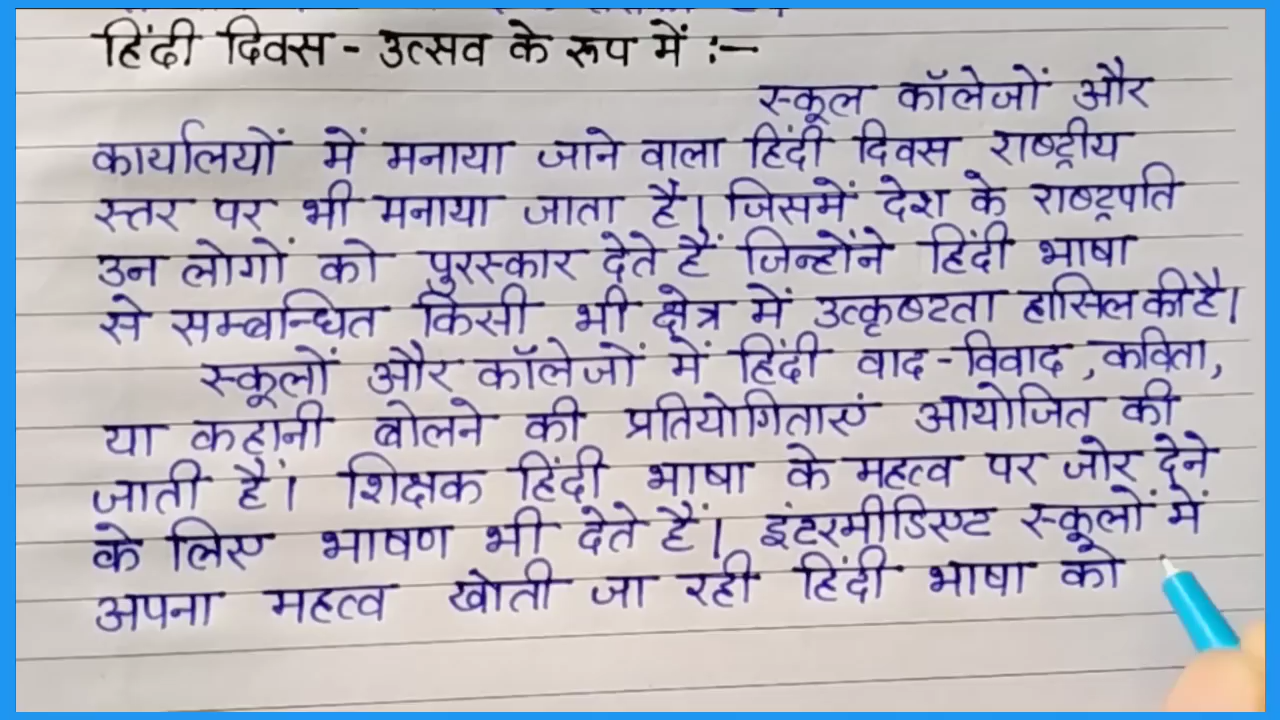 हिंदी दिवस - उत्सव के रूप में :-
स्कूल कॉलेजों और
कार्यालयों में मनाया जाने वाला हिंदी दिवस राष्ट्रीय
स्तर पर भी मनाया जाता है। जिसमें देश के राष्ट्रपति
उन लोगों को पुरस्कार देते हैं जिन्होंने हिंदी भाषा
से सम्बन्धित किसी भी क्षेत्र में उत्कृष्टता हासिल की है।
स्कूलों और कॉलेजों में हिंदी वाद-विवाद, कविता,
या कहानी बोलने की प्रतियोगिताएं आयोजित की
जाती हैं। शिक्षक हिंदी भाषा के महत्व पर जोर देने
के लिए भाषण भी देते हैं। इंटरमीडिएट स्कूलों में
अपना महत्व खोती जा रही हिंदी भाषा को